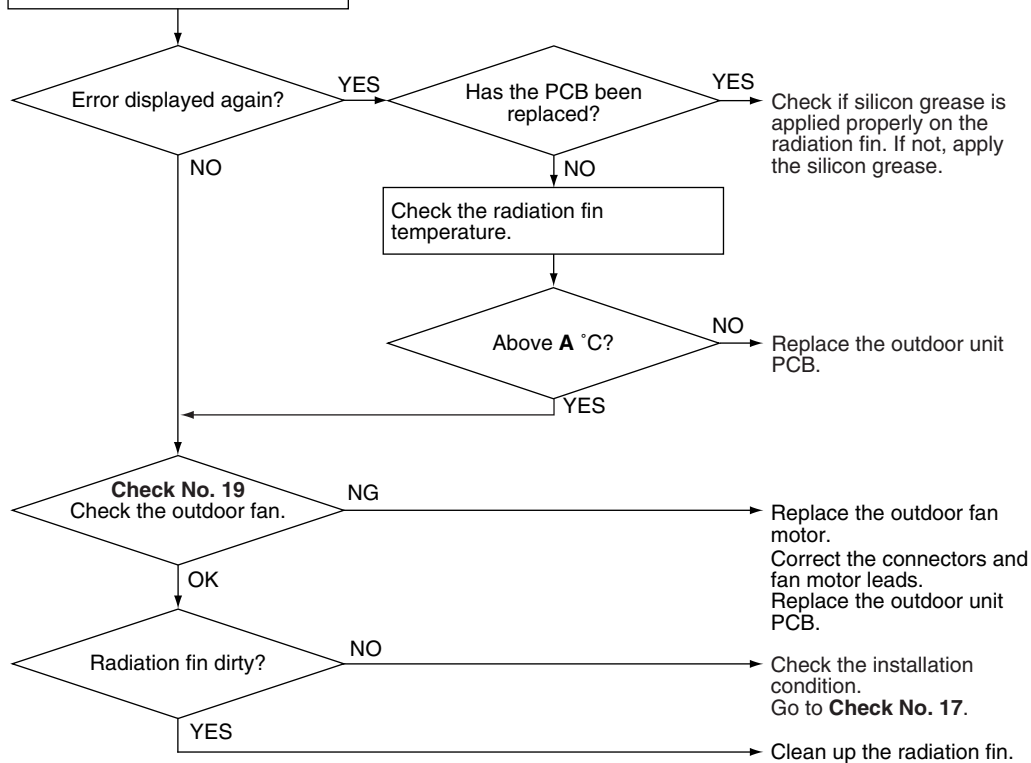 Error displayed again?
YES
Has the PCB been
replaced?
YES
Check if silicon grease is
applied properly on the
radiation fin. If not, apply
the silicon grease.
NO
NO
Check the radiation fin
temperature.
Above A °C?
NO
Replace the outdoor unit
PCB.
YES
Check No. 19
Check the outdoor fan.
NG
Replace the outdoor fan
motor.
Correct the connectors and
fan motor leads.
Replace the outdoor unit
PCB.
OK
Radiation fin dirty?
NO
Check the installation
condition.
Go to Check No. 17.
YES
Clean up the radiation fin.